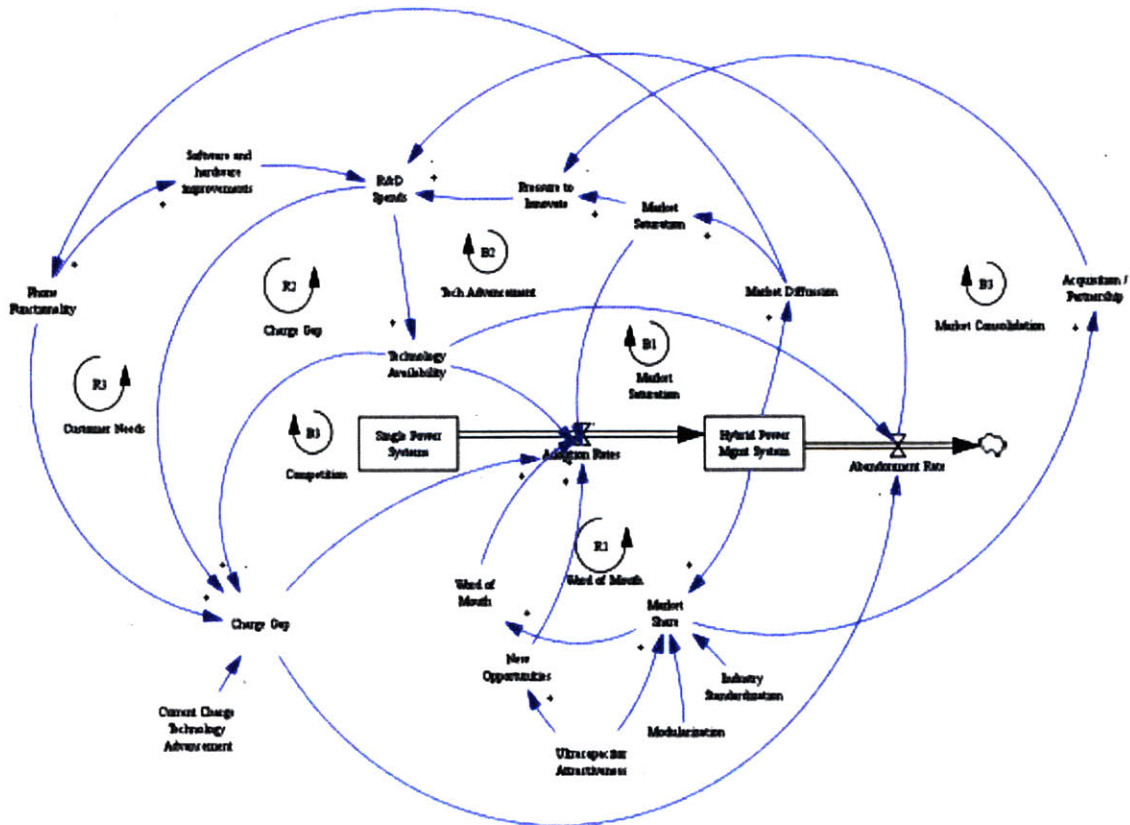 Software and
hardware
Improvements
R&D
Spends
Pressure to
Innovate
Market
Saturation
B2
Tech Advancement
R2
Charge Gap
Phone
Functionality
Market Diffussion
B3
Market Consolidation
Acquisition /
Partnership
Technology
Availability
B1
Market
Saturation
R3
Customer Needs
B3
Competition
Single Power
Systems
Adoption Rates
Hybrid Power
Mgmt System
Abandonment Rate
R1
Word of Mouth
Word of
Mouth
Market
Share
Charge Gap
New
Opportunities
Industry
Standardization
Current Charge
Technology
Advancement
Modularization
Ultracapacitor
Attractiveness